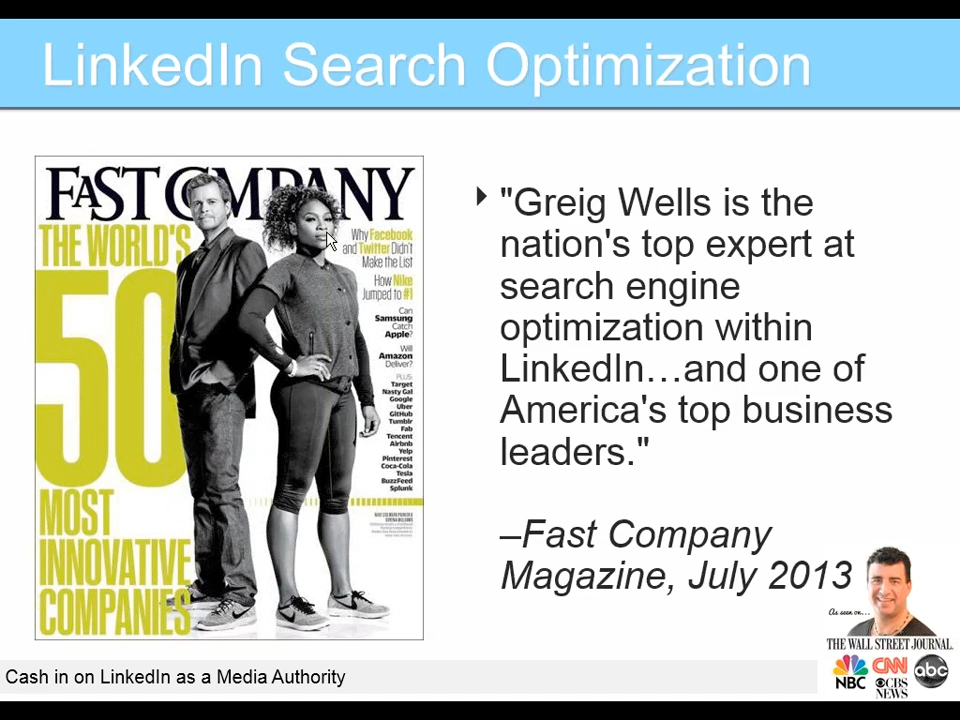 LinkedIn Search Optimization
FAST COMPANY
THE WORLD'S
50
MOST
INNOVATIVE
COMPANIES
Why Facebook
and Twitter Didn't
Make the List
How Nike
Jumped to #1
Can
Samsung
Catch
Apple?
Will
Amazon
Deliver?
PLUS:
Target
Nasty Gal
Google
Uber
GitHub
Tumblr
Fab
Tencent
Airbnb
Yelp
Pinterest
Coca-Cola
Tesla
BuzzFeed
Splunk
"Greig Wells is the
nation's top expert at
search engine
optimization within
LinkedIn…and one of
America's top business
leaders."
–Fast Company
Magazine, July 2013
As seen on...
THE WALL STREET JOURNAL.
NBC
CNN
CBS
NEWS
abc
Cash in on LinkedIn as a Media Authority